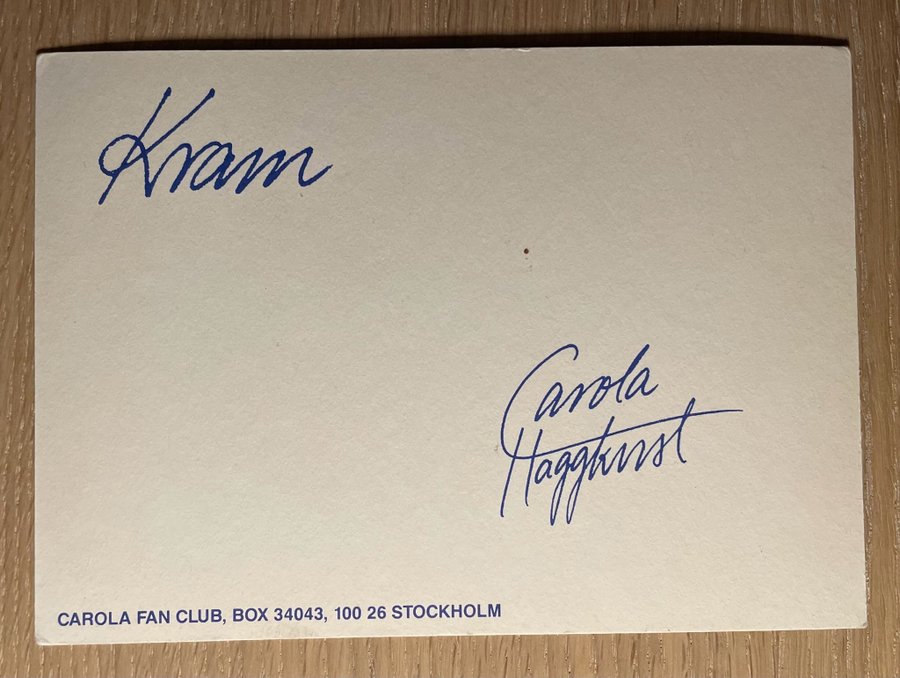 Kram
Carola
Häggkvist
CAROLA FAN CLUB, BOX 34043, 100 26 STOCKHOLM